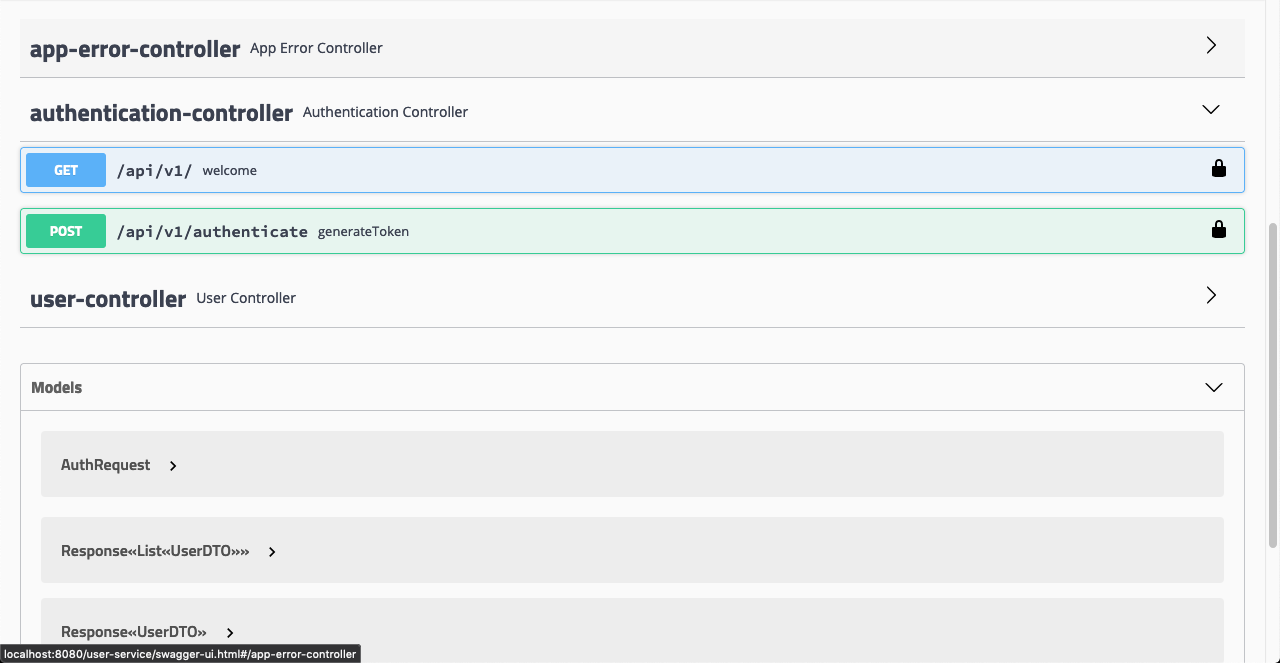 app-error-controller App Error Controller
authentication-controller Authentication Controller
GET /api/v1/ welcome
POST /api/v1/authenticate generateToken
user-controller User Controller
Models
AuthRequest
Response«List«UserDTO»»
Response«UserDTO»
localhost:8080/user-service/swagger-ui.html#/app-error-controller